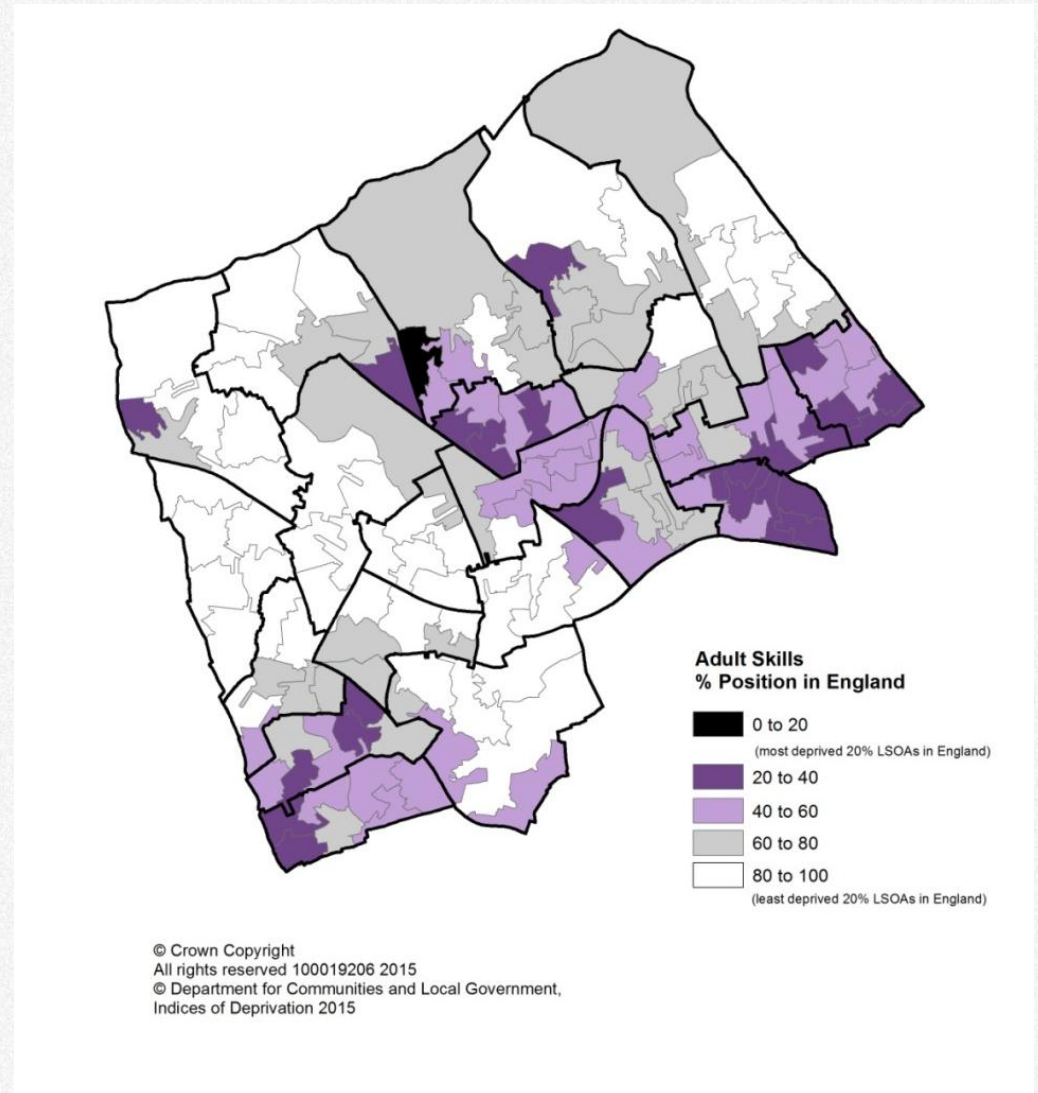 Adult Skills
% Position in England
0 to 20
(most deprived 20% LSOAs in England)
20 to 40
40 to 60
60 to 80
80 to 100
(least deprived 20% LSOAs in England)
© Crown Copyright
All rights reserved 100019206 2015
© Department for Communities and Local Government,
Indices of Deprivation 2015